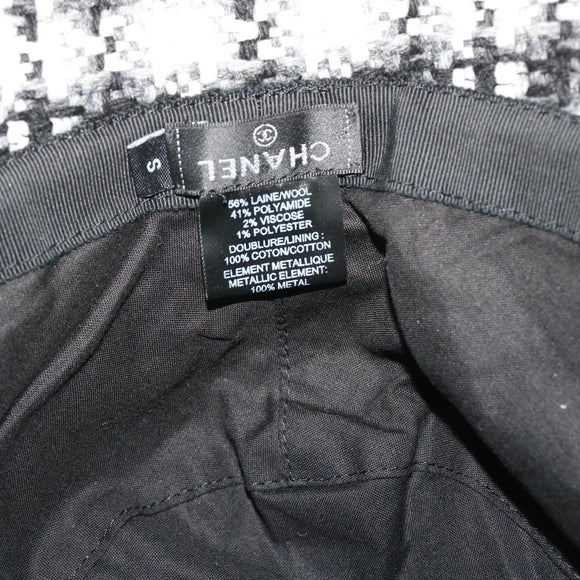 CHANEL
S
56% LAINE/WOOL
41% POLYAMIDE
2% VISCOSE
1% POLYESTER
DOUBLURE/LINING :
100% COTON/COTTON
ELEMENT METALLIQUE
METALLIC ELEMENT:
100% METAL